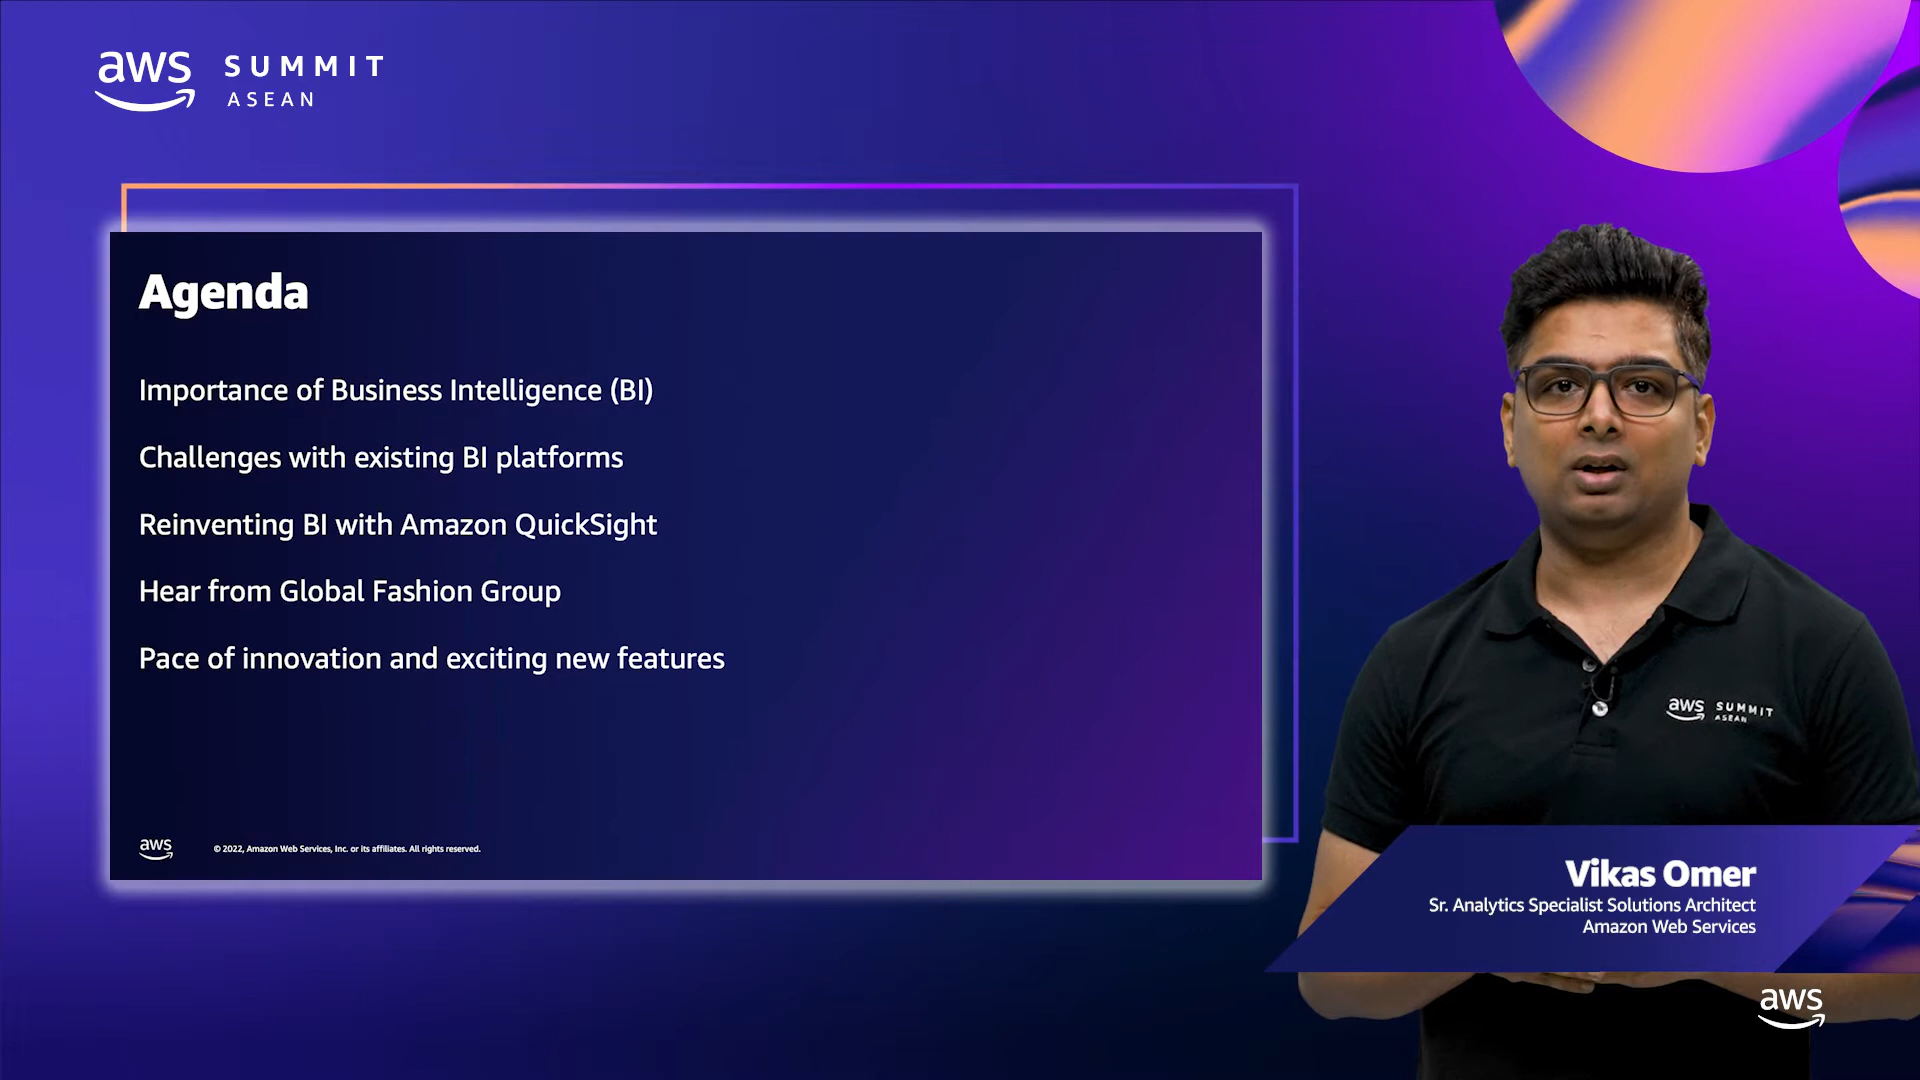 aws SUMMIT
ASEAN
Agenda
Importance of Business Intelligence (BI)
Challenges with existing BI platforms
Reinventing BI with Amazon QuickSight
Hear from Global Fashion Group
Pace of innovation and exciting new features
aws © 2022, Amazon Web Services, Inc. or its affiliates. All rights reserved.
aws SUMMIT
ASEAN
Vikas Omer
Sr. Analytics Specialist Solutions Architect
Amazon Web Services
aws